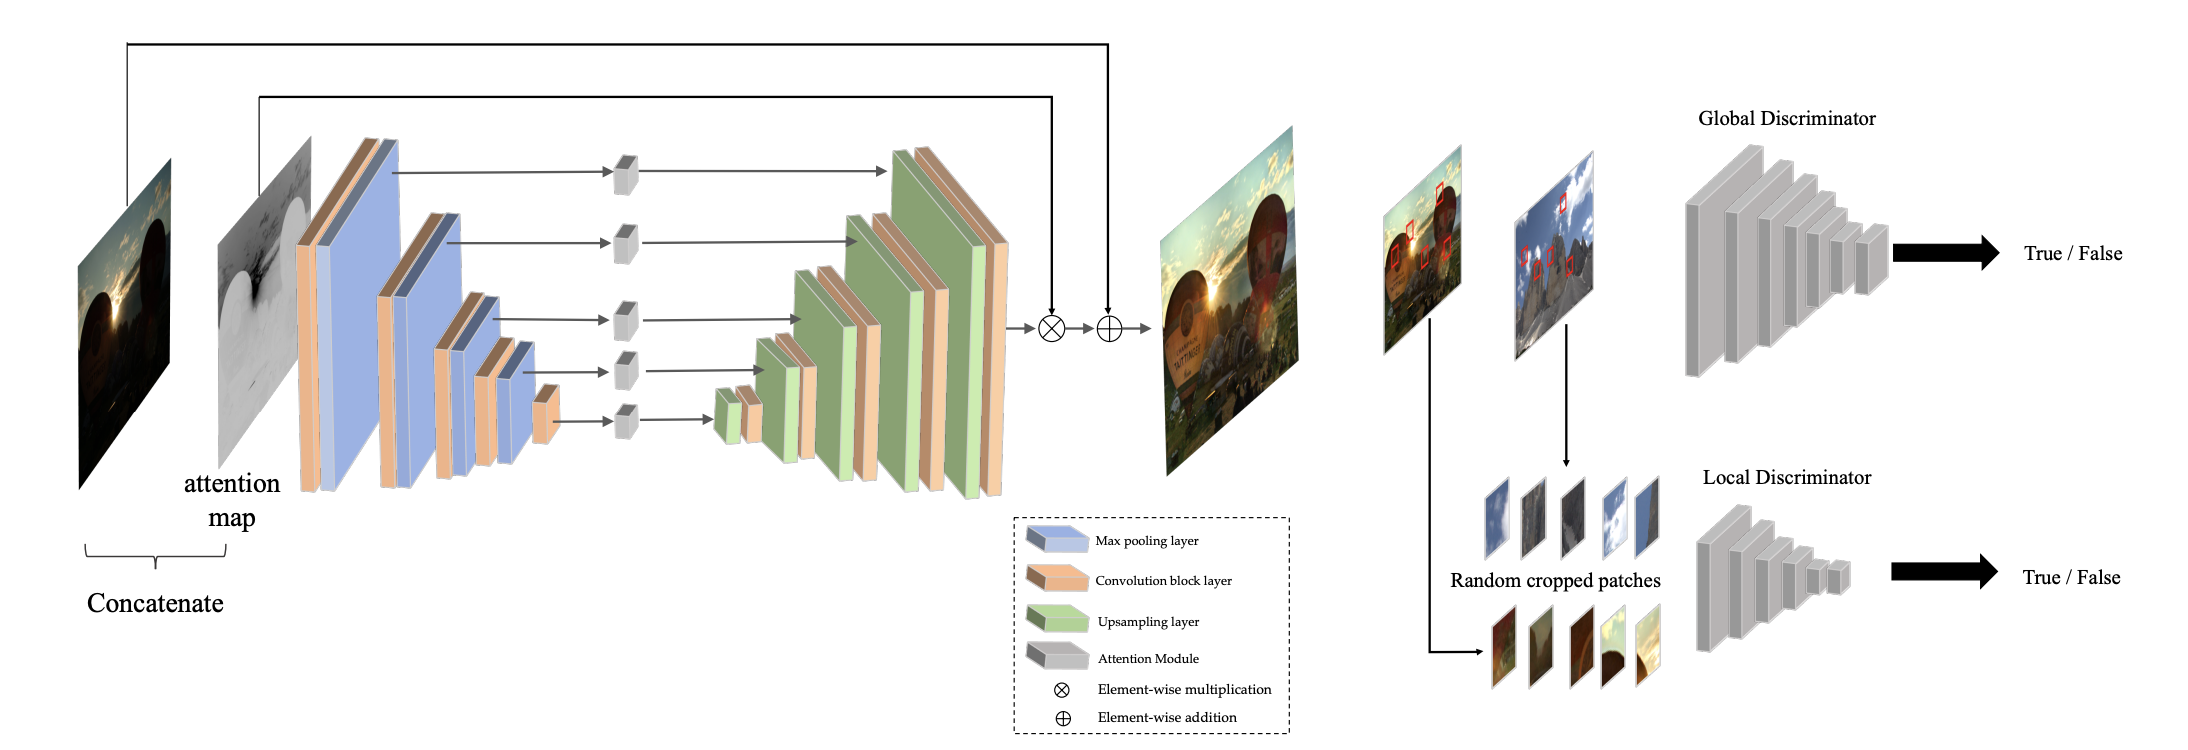 attention
map
Concatenate
Max pooling layer
Convolution block layer
Upsampling layer
Attention Module
Element-wise multiplication
Element-wise addition
TAITTINGER
Global Discriminator
True / False
Local Discriminator
Random cropped patches
True / False